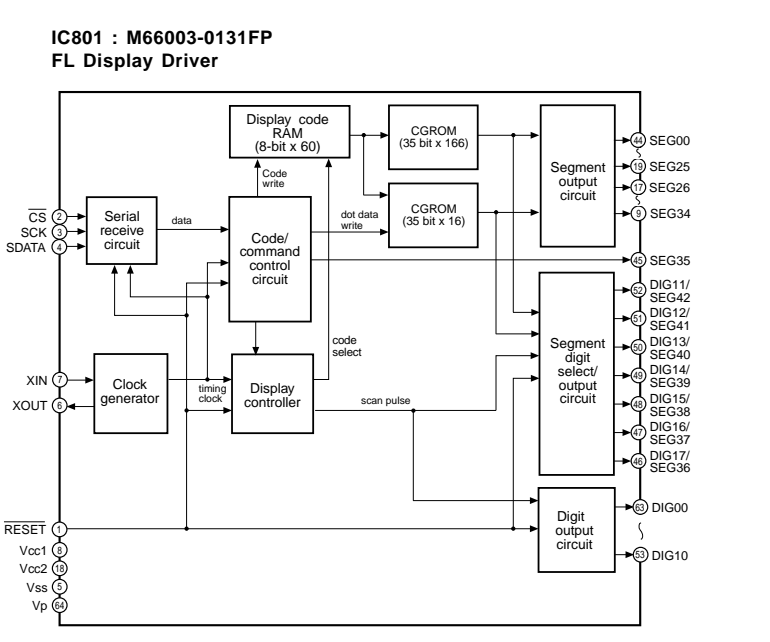 IC801 : M66003-0131FP
FL Display Driver
Display code
RAM
(8-bit x 60)
CGROM
(35 bit x 166)
CGROM
(35 bit x 16)
Segment
output
circuit
44 SEG00
19 SEG25
17 SEG26
9 SEG34
45 SEG35
Code
write
CS 2
SCK 3
SDATA 4
Serial
receive
circuit
data
Code/
command
control
circuit
dot data
write
52 DIG11/
SEG42
51 DIG12/
SEG41
50 DIG13/
SEG40
49 DIG14/
SEG39
48 DIG15/
SEG38
47 DIG16/
SEG37
46 DIG17/
SEG36
Segment
digit
select/
output
circuit
code
select
XIN 7
XOUT 6
Clock
generator
timing
clock
Display
controller
scan pulse
Digit
output
circuit
63 DIG00
53 DIG10
RESET 1
Vcc1 8
Vcc2 18
Vss 5
Vp 64